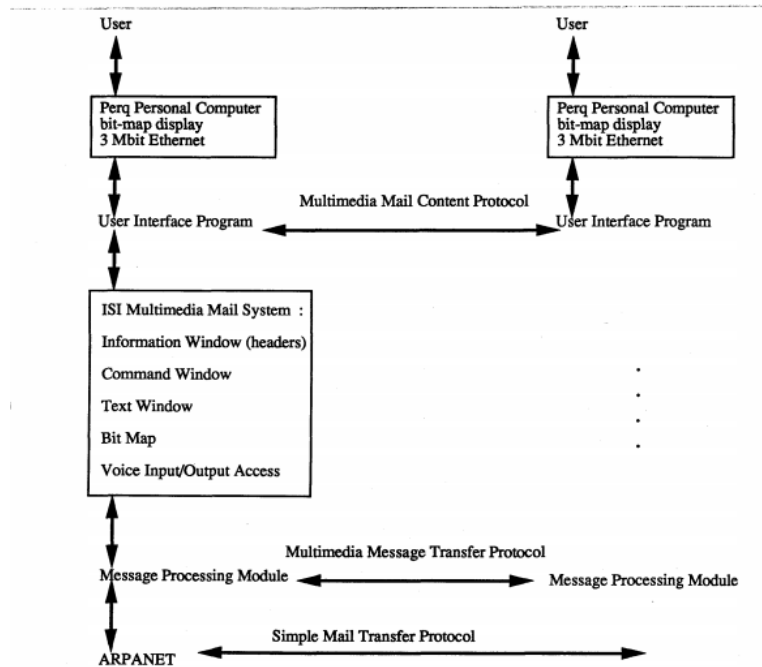 User
User
Perq Personal Computer
bit-map display
3 Mbit Ethernet
Perq Personal Computer
bit-map display
3 Mbit Ethernet
Multimedia Mail Content Protocol
User Interface Program
User Interface Program
ISI Multimedia Mail System :
Information Window (headers)
Command Window
Text Window
Bit Map
Voice Input/Output Access
Multimedia Message Transfer Protocol
Message Processing Module
Message Processing Module
Simple Mail Transfer Protocol
ARPANET